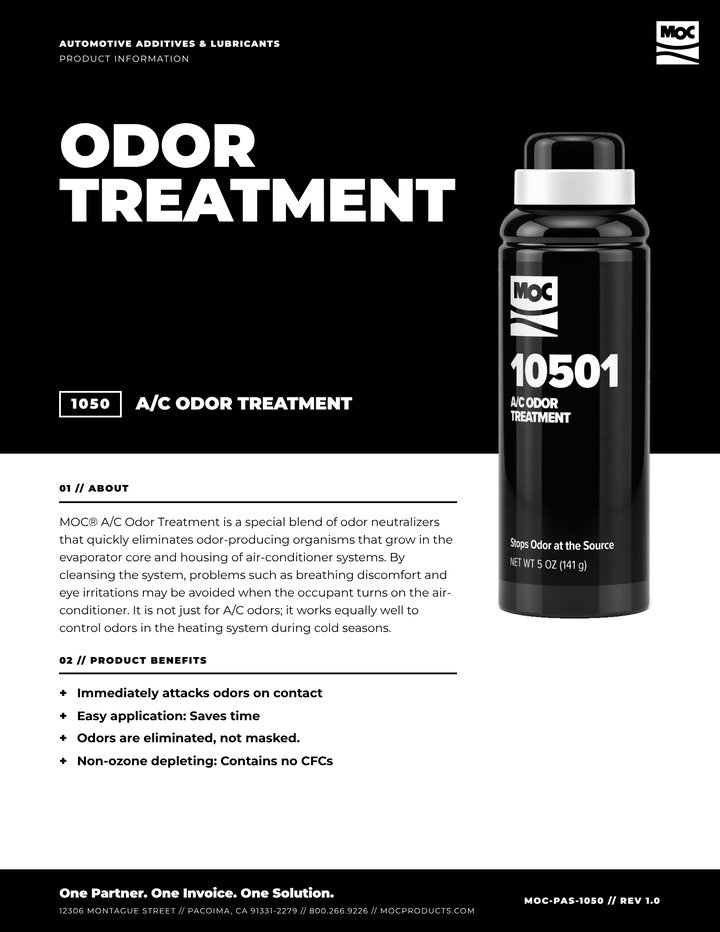 AUTOMOTIVE ADDITIVES & LUBRICANTS
PRODUCT INFORMATION
MOC
ODOR
TREATMENT
MOC
10501
A/C ODOR
TREATMENT
Stops Odor at the Source
NET WT 5 OZ (141 g)
1050 A/C ODOR TREATMENT
01 // ABOUT
MOC® A/C Odor Treatment is a special blend of odor neutralizers
that quickly eliminates odor-producing organisms that grow in the
evaporator core and housing of air-conditioner systems. By
cleansing the system, problems such as breathing discomfort and
eye irritations may be avoided when the occupant turns on the air-
conditioner. It is not just for A/C odors; it works equally well to
control odors in the heating system during cold seasons.
02 // PRODUCT BENEFITS
+ Immediately attacks odors on contact
+ Easy application: Saves time
+ Odors are eliminated, not masked.
+ Non-ozone depleting: Contains no CFCs
One Partner. One Invoice. One Solution.
12306 MONTAGUE STREET // PACOIMA, CA 91331-2279 // 800.266.9226 // MOCPRODUCTS.COM
MOC-PAS-1050 // REV 1.0